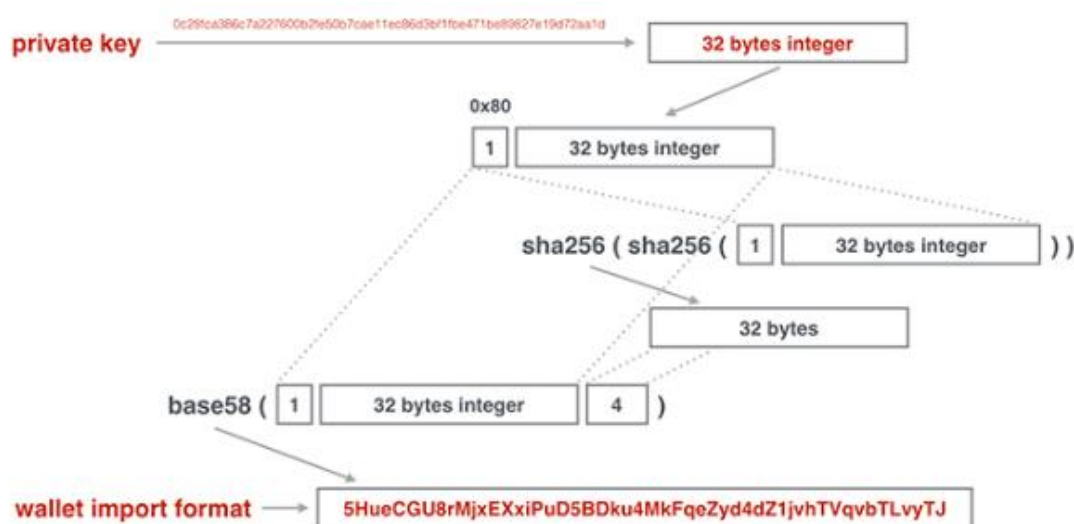 0c28fca386c7a227600b2fe50b7cae11ec86d3bf1fbe471be89827e19d72aa1d
private key 32 bytes integer
0x80
1 32 bytes integer
sha256 ( sha256 ( 1 32 bytes integer ) )
32 bytes
base58 ( 1 32 bytes integer 4 )
wallet import format 5HueCGU8rMjxEXxiPuD5BDku4MkFqeZyd4dZ1jvhTVqvbTLvyTJ